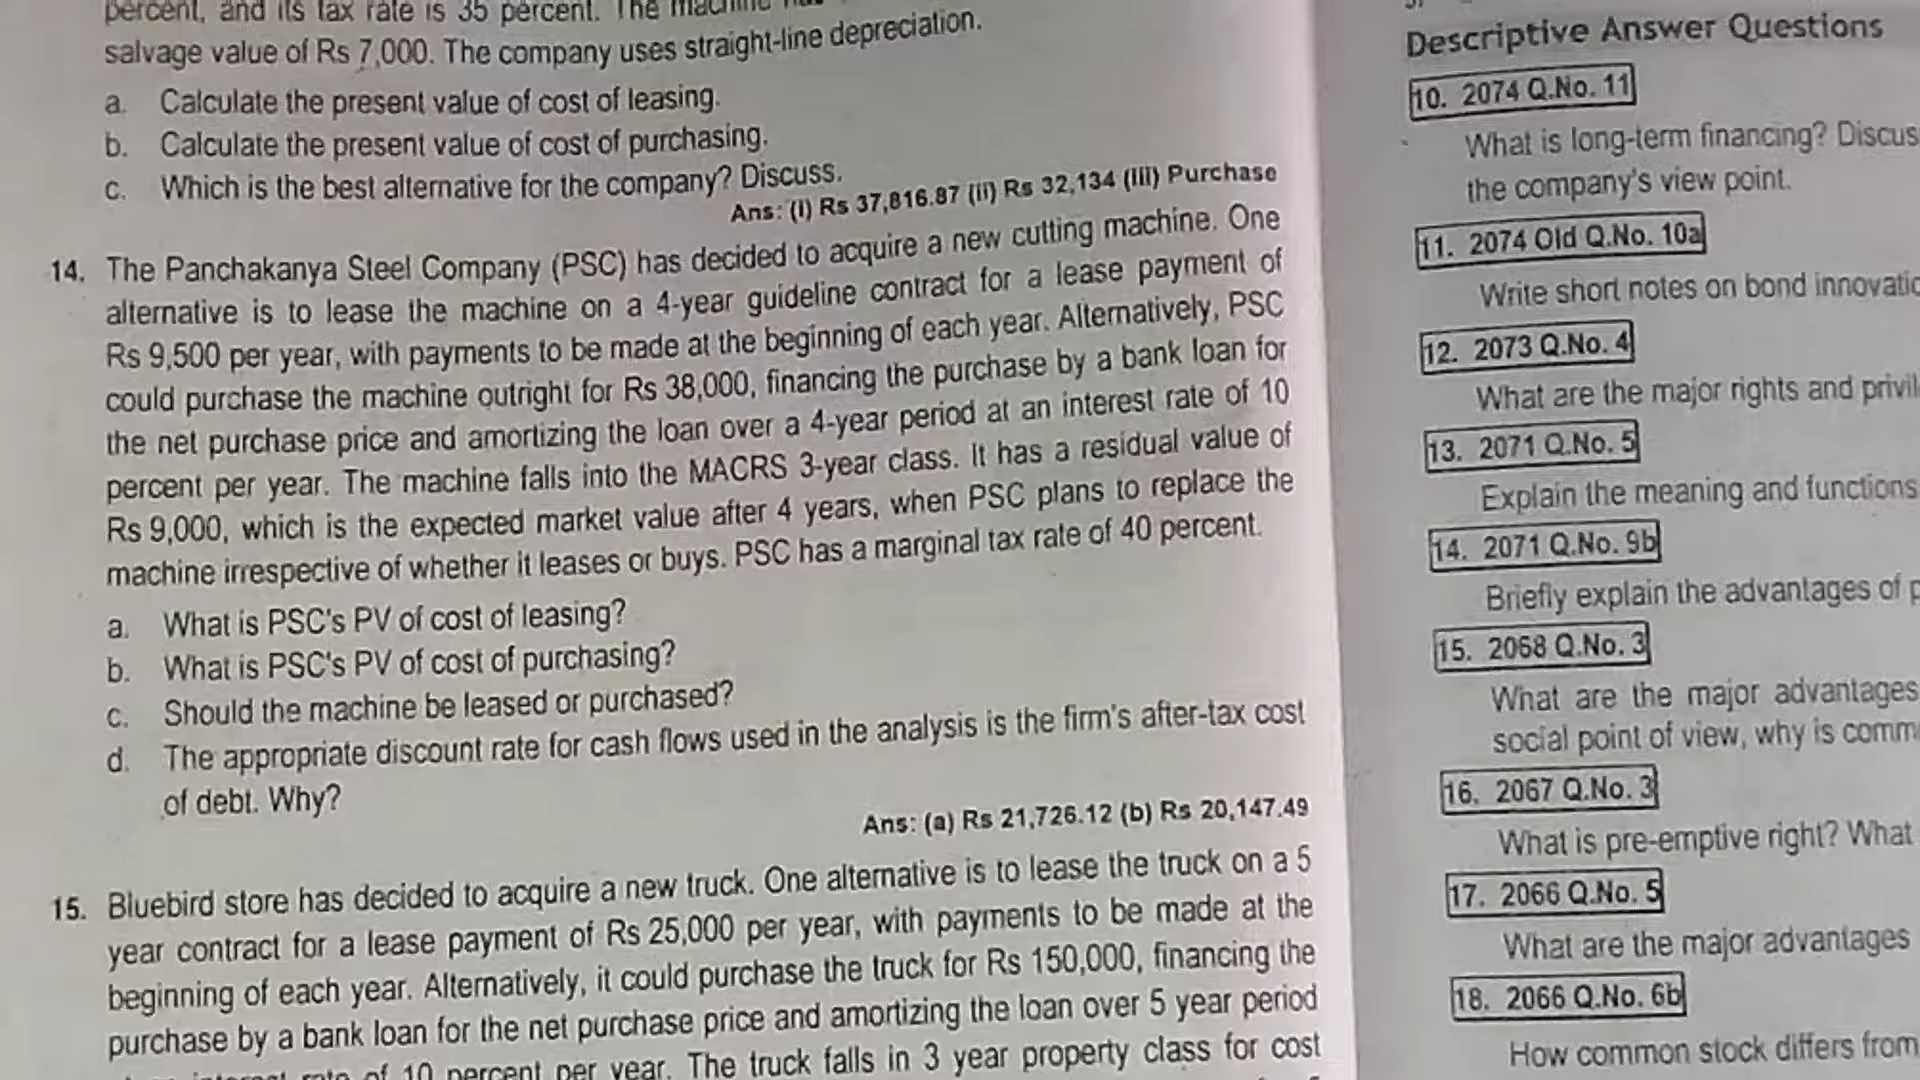 percent, and its tax rate is 35 percent. The machine
salvage value of Rs 7,000. The company uses straight-line depreciation.
a. Calculate the present value of cost of leasing.
b. Calculate the present value of cost of purchasing.
c. Which is the best alternative for the company? Discuss.
Ans: (i) Rs 37,816.87 (ii) Rs 32,134 (iii) Purchase
14. The Panchakanya Steel Company (PSC) has decided to acquire a new cutting machine. One
alternative is to lease the machine on a 4-year guideline contract for a lease payment of
Rs 9,500 per year, with payments to be made at the beginning of each year. Alternatively, PSC
could purchase the machine outright for Rs 38,000, financing the purchase by a bank loan for
the net purchase price and amortizing the loan over a 4-year period at an interest rate of 10
percent per year. The machine falls into the MACRS 3-year class. It has a residual value of
Rs 9,000, which is the expected market value after 4 years, when PSC plans to replace the
machine irrespective of whether it leases or buys. PSC has a marginal tax rate of 40 percent.
a. What is PSC's PV of cost of leasing?
b. What is PSC's PV of cost of purchasing?
c. Should the machine be leased or purchased?
d. The appropriate discount rate for cash flows used in the analysis is the firm's after-tax cost
of debt. Why?
Ans: (a) Rs 21,726.12 (b) Rs 20,147.49
15. Bluebird store has decided to acquire a new truck. One alternative is to lease the truck on a 5
year contract for a lease payment of Rs 25,000 per year, with payments to be made at the
beginning of each year. Alternatively, it could purchase the truck for Rs 150,000, financing the
purchase by a bank loan for the net purchase price and amortizing the loan over 5 year period
of 10 percent per year. The truck falls in 3 year property class for cost
Descriptive Answer Questions
10. 2074 Q.No. 11
What is long-term financing? Discus
the company's view point.
11. 2074 Old Q.No. 10a
Write short notes on bond innovatio
12. 2073 Q.No. 4
What are the major rights and privil
13. 2071 Q.No. 5
Explain the meaning and functions
14. 2071 Q.No. 9b
Briefly explain the advantages of
15. 2068 Q.No. 3
What are the major advantages
social point of view, why is comm
16. 2067 Q.No. 3
What is pre-emptive right? What
17. 2066 Q.No. 5
What are the major advantages
18. 2066 Q.No. 6b
How common stock differs from